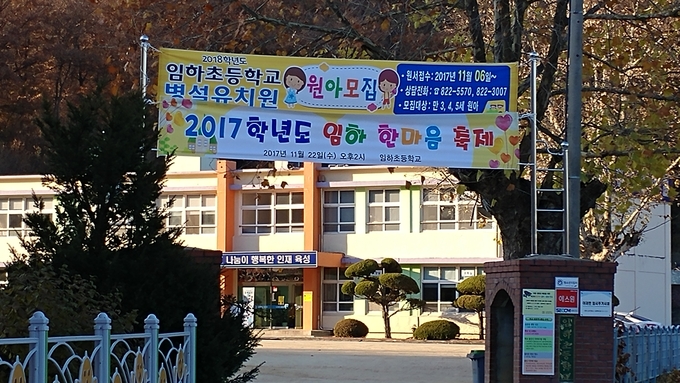 2018학년도
임하초등학교
병설유치원
원아모집
• 원서접수 : 2017년 11월 06일~
• 상담전화 : ☎ 822-5570, 822-3007
• 모집대상 : 만 3, 4, 5세 원아
2017학년도 임하 한마음 축제
2017년 11월 22일(수) 오후2시 임하초등학교
나눔이 행복한 인재 육성